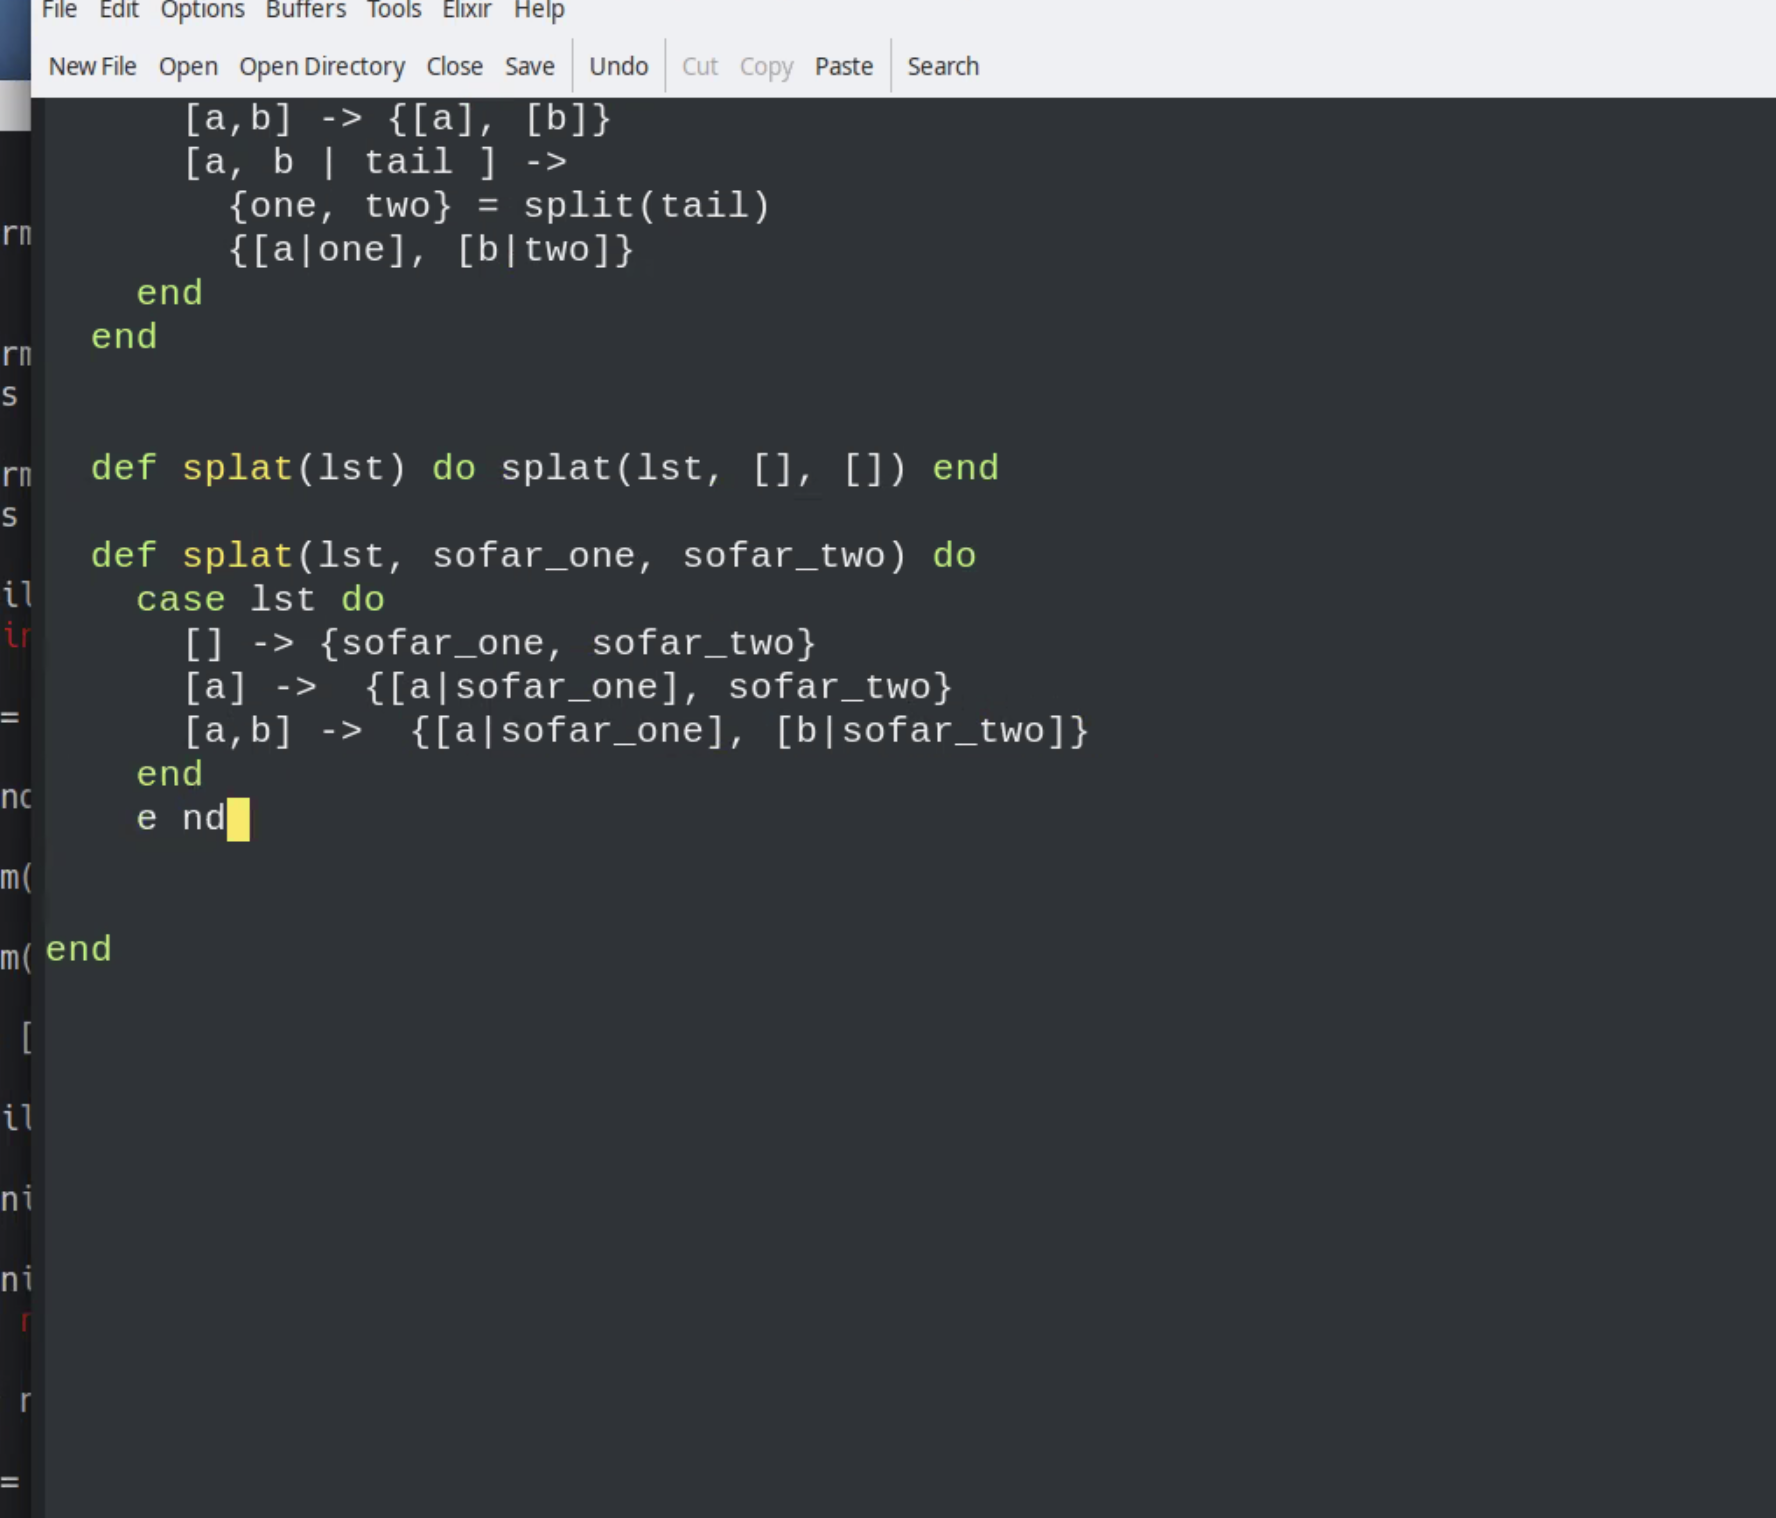 File Edit Options Buffers Tools Elixir Help
New File Open Open Directory Close Save Undo Cut Copy Paste Search
[a,b] -> {[a], [b]}
[a, b | tail ] ->
{one, two} = split(tail)
{[a|one], [b|two]}
end
end
def splat(lst) do splat(lst, [], []) end
def splat(lst, sofar_one, sofar_two) do
case lst do
[] -> {sofar_one, sofar_two}
[a] ->  {[a|sofar_one], sofar_two}
[a,b] ->  {[a|sofar_one], [b|sofar_two]}
end
e nd
end